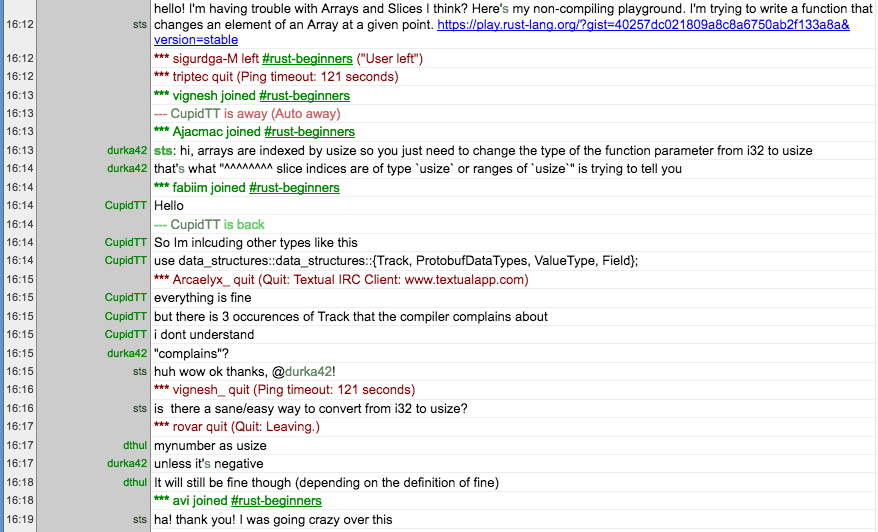 hello! I'm having trouble with Arrays and Slices I think? Here's my non-compiling playground. I'm trying to write a function that
16:12 sts changes an element of an Array at a given point. https://play.rust-lang.org/?gist=40257dc021809a8c8a6750ab2f133a8a&
version=stable
16:12 *** sigurdga-M left #rust-beginners ("User left")
16:12 *** triptec quit (Ping timeout: 121 seconds)
16:13 *** vignesh joined #rust-beginners
16:13 --- CupidTT is away (Auto away)
16:13 *** Ajacmac joined #rust-beginners
16:13 durka42 sts: hi, arrays are indexed by usize so you just need to change the type of the function parameter from i32 to usize
16:14 durka42 that's what "^^^^^^^^ slice indices are of type `usize` or ranges of `usize`" is trying to tell you
16:14 *** fabiim joined #rust-beginners
16:14 CupidTT Hello
16:14 --- CupidTT is back
16:14 CupidTT So Im inlcuding other types like this
16:14 CupidTT use data_structures::data_structures::{Track, ProtobufDataTypes, ValueType, Field};
16:15 *** Arcaelyx_ quit (Quit: Textual IRC Client: www.textualapp.com)
16:15 CupidTT everything is fine
16:15 CupidTT but there is 3 occurences of Track that the compiler complains about
16:15 CupidTT i dont understand
16:15 durka42 "complains"?
16:15 sts huh wow ok thanks, @durka42!
16:16 *** vignesh_ quit (Ping timeout: 121 seconds)
16:16 sts is there a sane/easy way to convert from i32 to usize?
16:17 *** rovar quit (Quit: Leaving.)
16:17 dthul mynumber as usize
16:17 durka42 unless it's negative
16:18 dthul It will still be fine though (depending on the definition of fine)
16:18 *** avi joined #rust-beginners
16:19 sts ha! thank you! I was going crazy over this